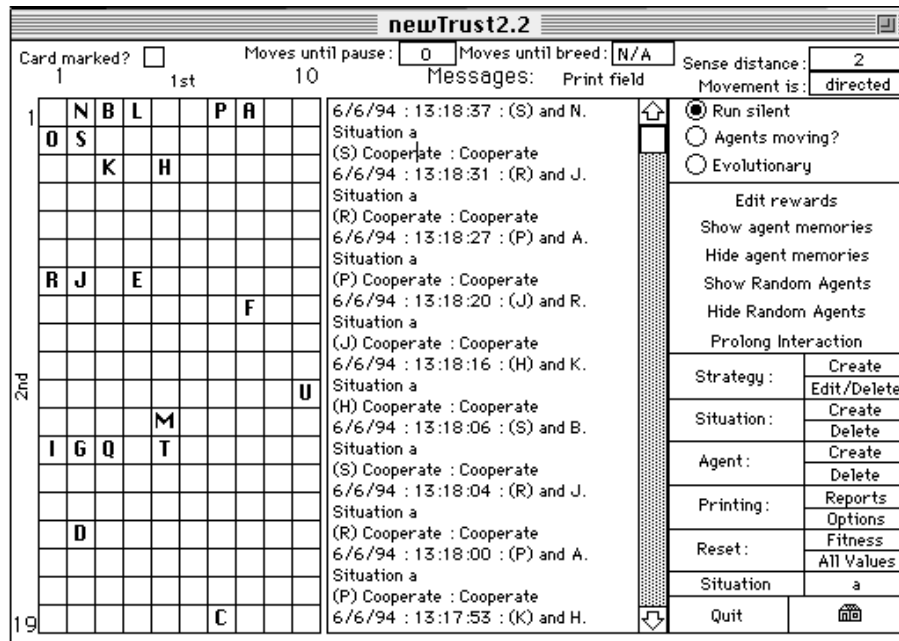 newTrust2.2
Card marked?
Moves until pause: 0 Moves until breed: N/A
Sense distance: 2
1 1st 10 Messages: Print field
Movement is: directed
1 N B L P A
O S
K H
R J E
F
2nd
U
M
I G Q T
D
19 C
6/6/94 : 13:18:37 : (S) and N.
Situation a
(S) Cooperate : Cooperate
6/6/94 : 13:18:31 : (R) and J.
Situation a
(R) Cooperate : Cooperate
6/6/94 : 13:18:27 : (P) and A.
Situation a
(P) Cooperate : Cooperate
6/6/94 : 13:18:20 : (J) and R.
Situation a
(J) Cooperate : Cooperate
6/6/94 : 13:18:16 : (H) and K.
Situation a
(H) Cooperate : Cooperate
6/6/94 : 13:18:06 : (S) and B.
Situation a
(S) Cooperate : Cooperate
6/6/94 : 13:18:04 : (R) and J.
Situation a
(R) Cooperate : Cooperate
6/6/94 : 13:18:00 : (P) and A.
Situation a
(P) Cooperate : Cooperate
6/6/94 : 13:17:53 : (K) and H.
Run silent
Agents moving?
Evolutionary
Edit rewards
Show agent memories
Hide agent memories
Show Random Agents
Hide Random Agents
Prolong Interaction
Strategy: Create
Edit/Delete
Situation: Create
Delete
Agent: Create
Delete
Printing: Reports
Options
Reset: Fitness
All Values
Situation a
Quit